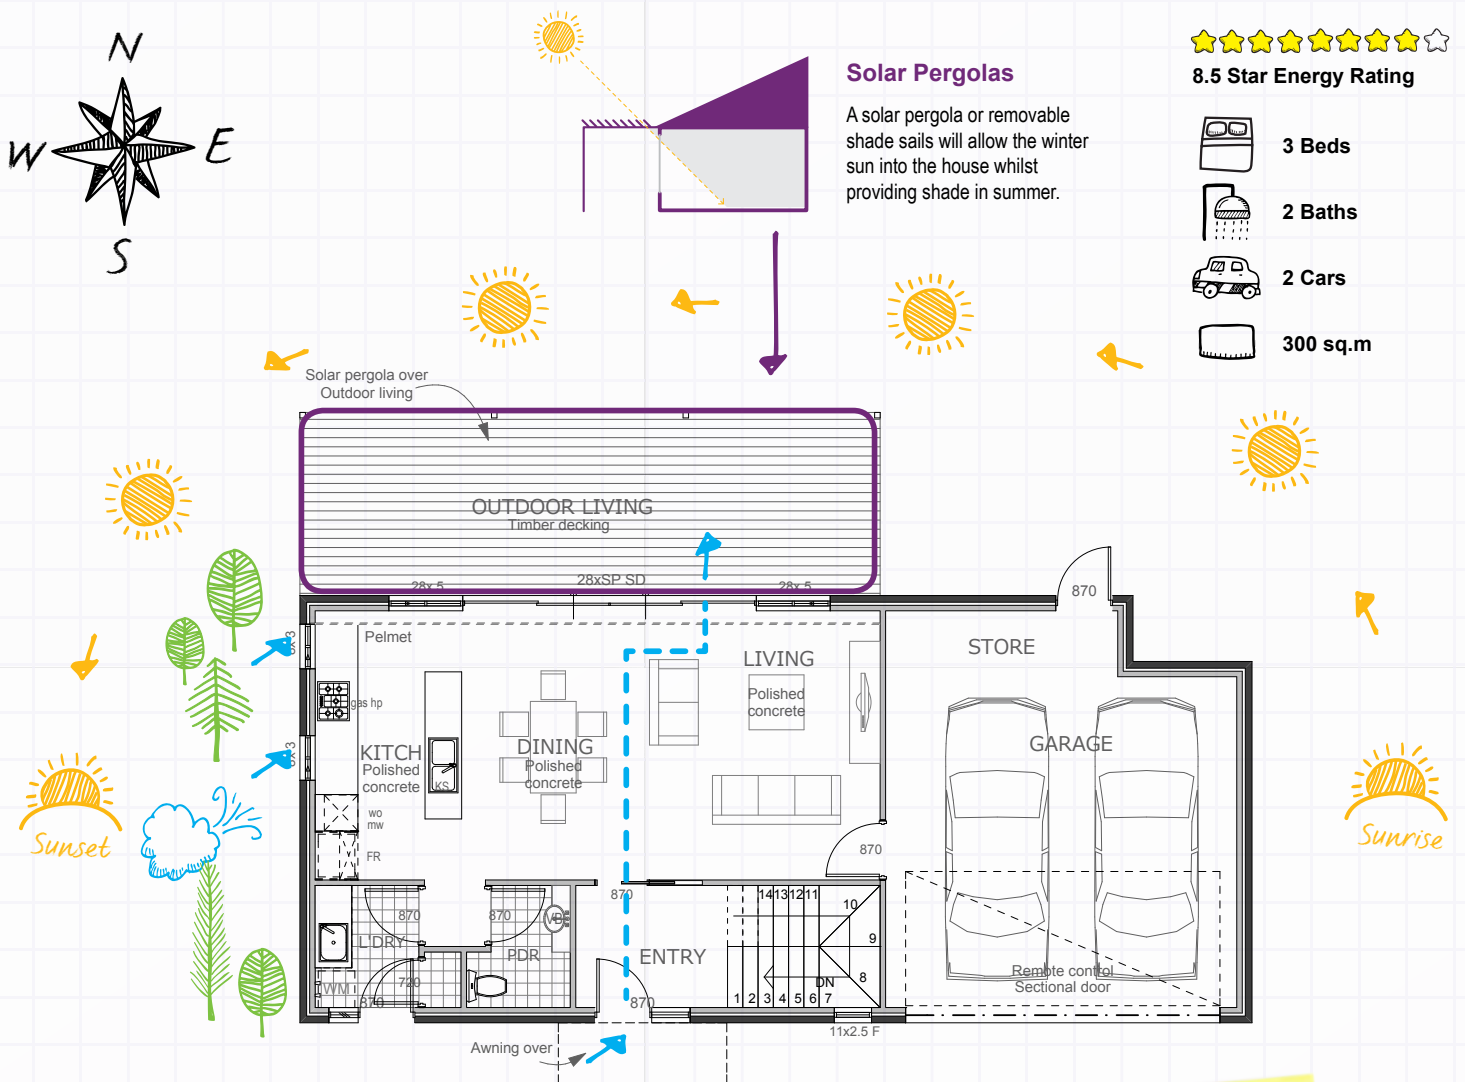 N
W
E
S
Solar Pergolas
A solar pergola or removable
shade sails will allow the winter
sun into the house whilst
providing shade in summer.
8.5 Star Energy Rating
3 Beds
2 Baths
2 Cars
300 sq.m
Solar pergola over
Outdoor living
OUTDOOR LIVING
Timber decking
28x 5
28xSP SD
28x 5
870
Pelmet
STORE
LIVING
Polished
concrete
gas hp
KITCH
Polished
concrete
KS
DINING
Polished
concrete
GARAGE
wo
mw
FR
870
Sunset
Sunrise
870
870
870
VB
L'DRY
PDR
ENTRY
WM
720
870
870
14 13 12 11
10
9
8
DN
1 2 3 4 5 6 7
Remote control
Sectional door
11x2.5 F
Awning over